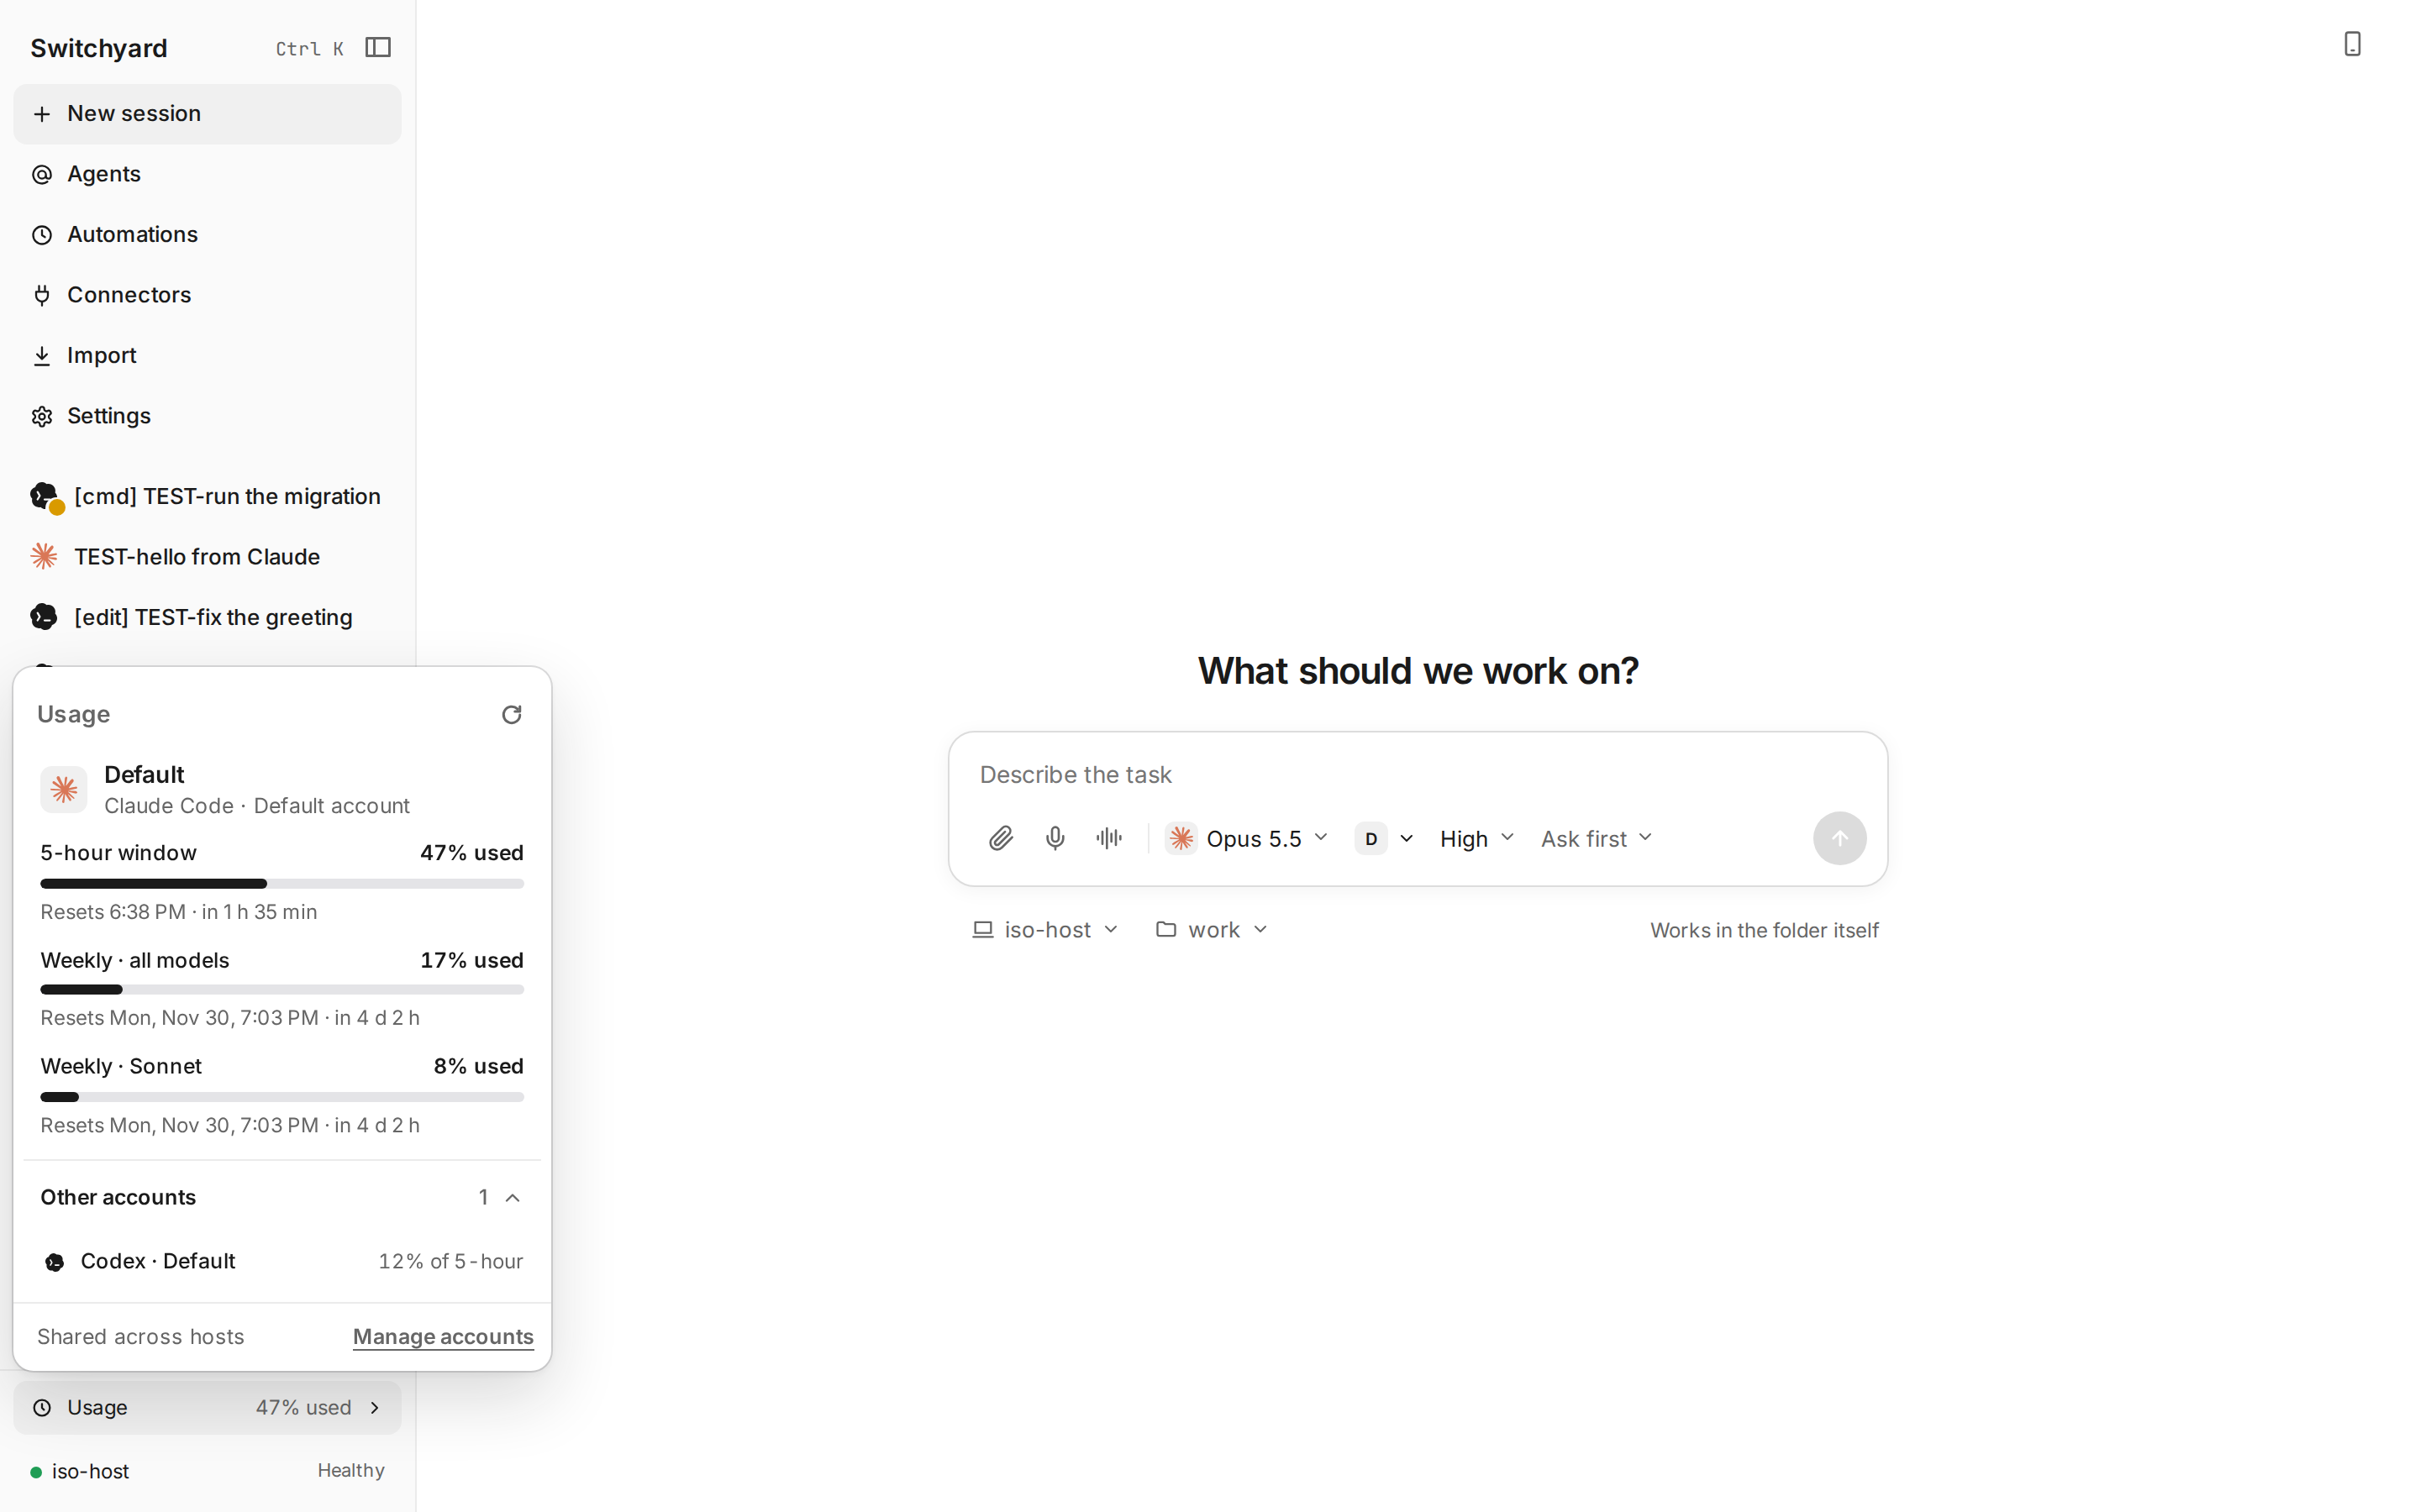 Switchyard
Ctrl K
New session
Agents
Automations
Connectors
Import
Settings
[cmd] TEST-run the migration
TEST-hello from Claude
[edit] TEST-fix the greeting
Usage
Default
Claude Code · Default account
5-hour window 47% used
Resets 6:38 PM · in 1 h 35 min
Weekly · all models 17% used
Resets Mon, Nov 30, 7:03 PM · in 4 d 2 h
Weekly · Sonnet 8% used
Resets Mon, Nov 30, 7:03 PM · in 4 d 2 h
Other accounts 1
Codex · Default 12% of 5-hour
Shared across hosts Manage accounts
Usage 47% used
iso-host Healthy
What should we work on?
Describe the task
Opus 5.5 D High Ask first
iso-host work Works in the folder itself